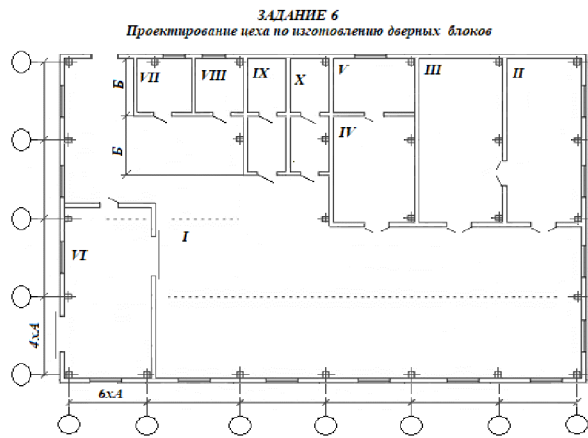 ЗАДАНИЕ 6
Проектирование цеха по изготовлению дверных блоков
VII
VIII
IX
X
V
III
II
Б
IV
Б
VI
I
4хА
6хА